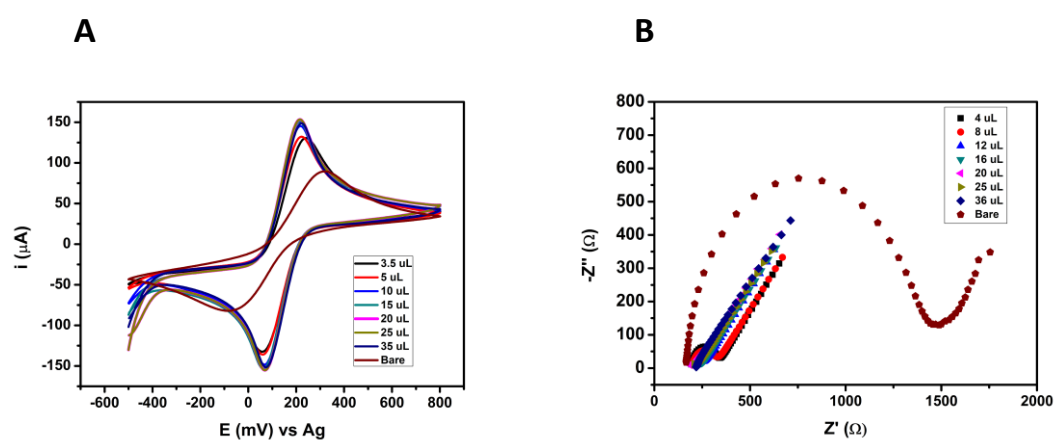 A
B
150
100
50
0
-50
-100
-150
-600
-400
-200
0
200
400
600
800
i (μA)
E (mV) vs Ag
3.5 uL
5 uL
10 uL
15 uL
20 uL
25 uL
35 uL
Bare
800
700
600
500
400
300
200
100
0
0
500
1000
1500
2000
-Z'' (Ω)
Z' (Ω)
4 uL
8 uL
12 uL
16 uL
20 uL
25 uL
36 uL
Bare